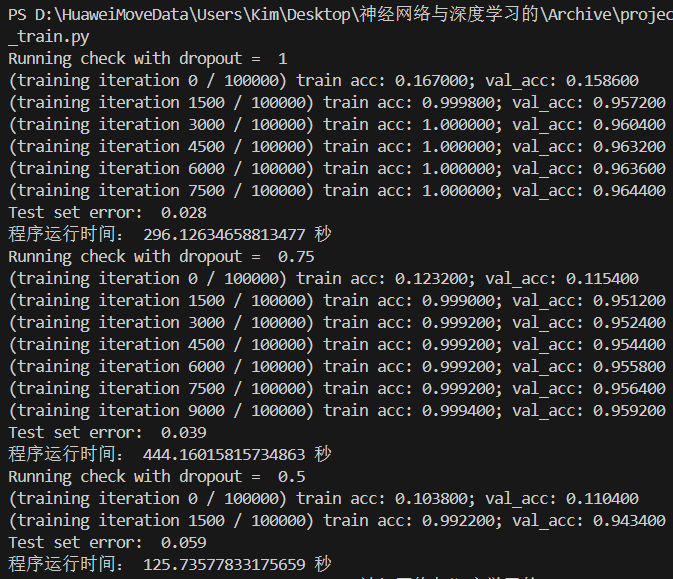 PS D:\HuaweiMoveData\Users\Kim\Desktop\神经网络与深度学习的\Archive\projec
_train.py
Running check with dropout =  1
(training iteration 0 / 100000) train acc: 0.167000; val_acc: 0.158600
(training iteration 1500 / 100000) train acc: 0.999800; val_acc: 0.957200
(training iteration 3000 / 100000) train acc: 1.000000; val_acc: 0.960400
(training iteration 4500 / 100000) train acc: 1.000000; val_acc: 0.963200
(training iteration 6000 / 100000) train acc: 1.000000; val_acc: 0.963600
(training iteration 7500 / 100000) train acc: 1.000000; val_acc: 0.964400
Test set error:  0.028
程序运行时间： 296.12634658813477 秒
Running check with dropout =  0.75
(training iteration 0 / 100000) train acc: 0.123200; val_acc: 0.115400
(training iteration 1500 / 100000) train acc: 0.999000; val_acc: 0.951200
(training iteration 3000 / 100000) train acc: 0.999200; val_acc: 0.952400
(training iteration 4500 / 100000) train acc: 0.999200; val_acc: 0.954400
(training iteration 6000 / 100000) train acc: 0.999200; val_acc: 0.955800
(training iteration 7500 / 100000) train acc: 0.999200; val_acc: 0.956400
(training iteration 9000 / 100000) train acc: 0.999400; val_acc: 0.959200
Test set error:  0.039
程序运行时间： 444.16015815734863 秒
Running check with dropout =  0.5
(training iteration 0 / 100000) train acc: 0.103800; val_acc: 0.110400
(training iteration 1500 / 100000) train acc: 0.992200; val_acc: 0.943400
Test set error:  0.059
程序运行时间： 125.73577833175659 秒